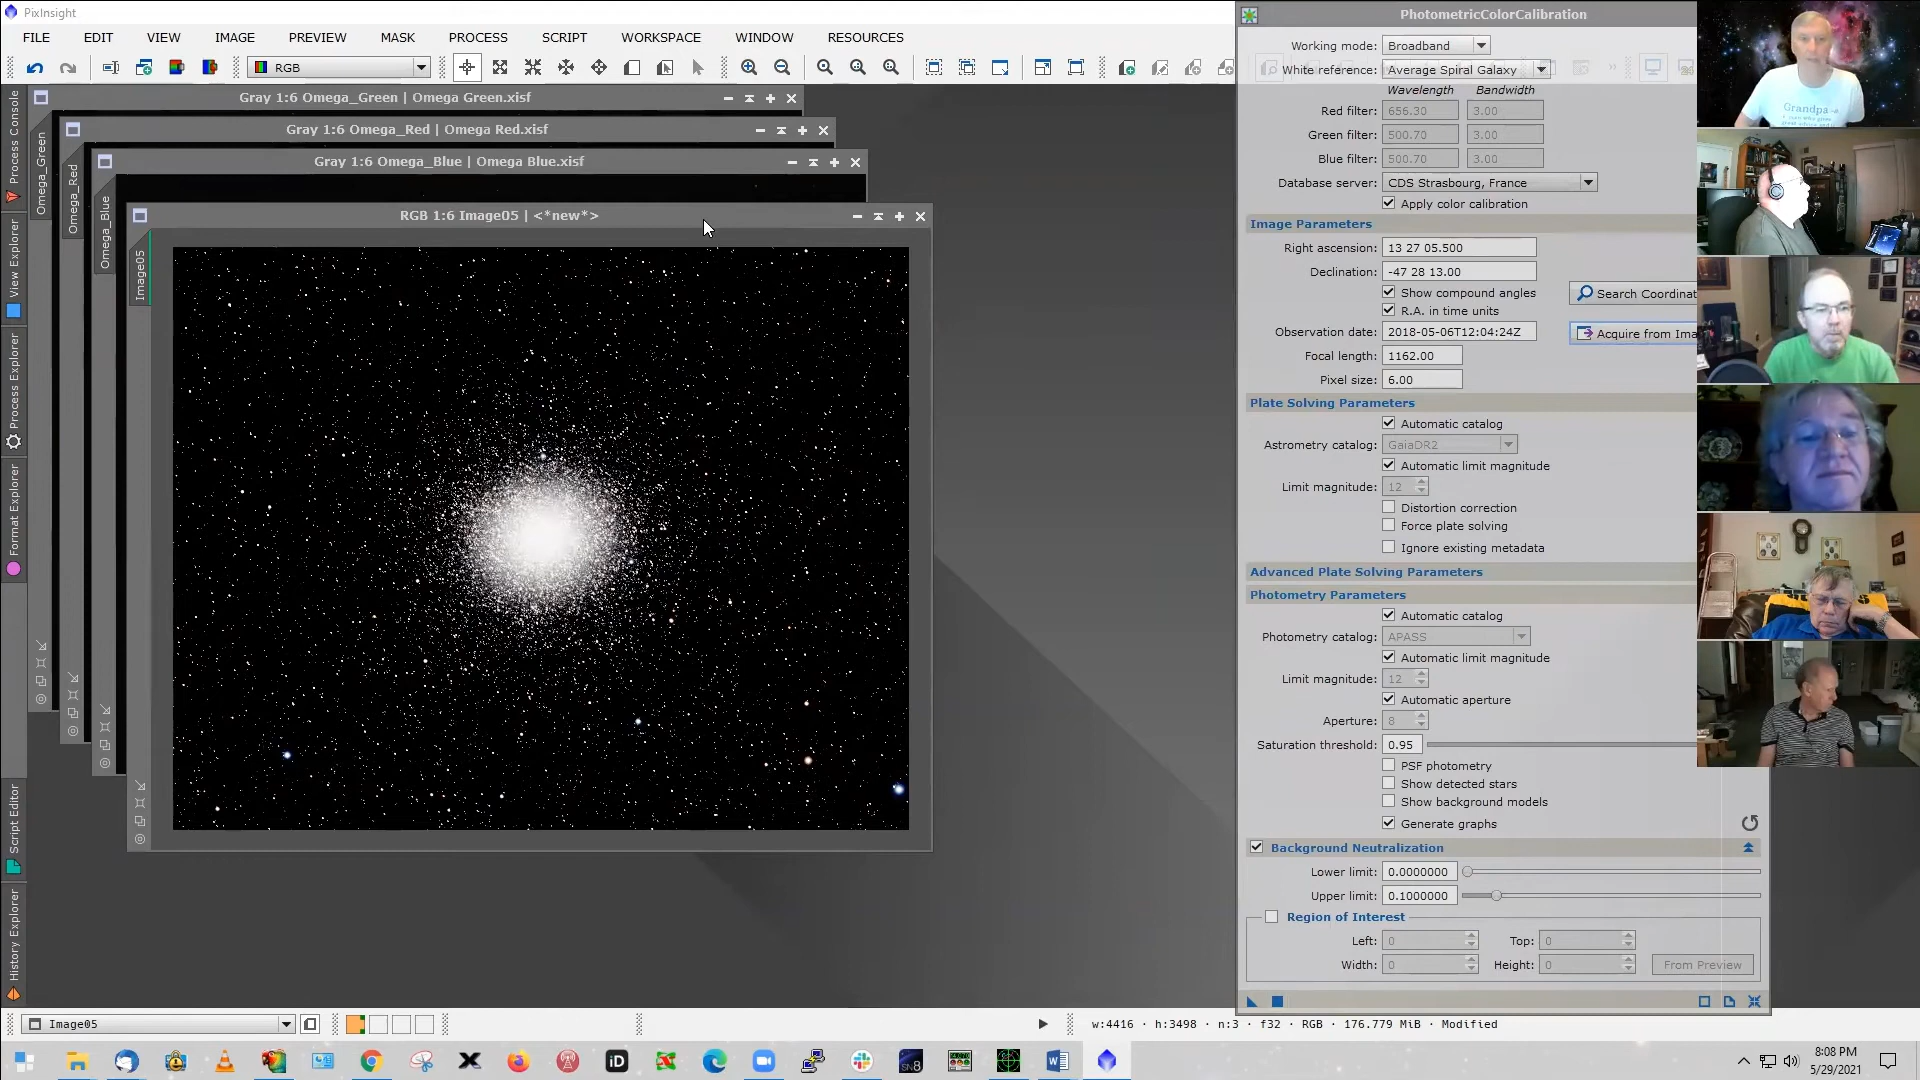 PixInsight
FILE EDIT VIEW IMAGE PREVIEW MASK PROCESS SCRIPT WORKSPACE WINDOW RESOURCES
RGB
Gray 1:6 Omega_Green | Omega Green.xisf
Gray 1:6 Omega_Red | Omega Red.xisf
Gray 1:6 Omega_Blue | Omega Blue.xisf
RGB 1:6 Image05 | <*new*>
Omega_Green
Omega_Red
Omega_Blue
Image05
Process Console
View Explorer
Process Explorer
Format Explorer
Script Editor
History Explorer
PhotometricColorCalibration
Working mode: Broadband
White reference: Average Spiral Galaxy
Wavelength Bandwidth
Red filter: 656.30 3.00
Green filter: 500.70 3.00
Blue filter: 500.70 3.00
Database server: CDS Strasbourg, France
Apply color calibration
Image Parameters
Right ascension: 13 27 05.500
Declination: -47 28 13.00
Show compound angles
Search Coordinat
R.A. in time units
Observation date: 2018-05-06T12:04:24Z
Acquire from Ima
Focal length: 1162.00
Pixel size: 6.00
Plate Solving Parameters
Automatic catalog
Astrometry catalog: GaiaDR2
Automatic limit magnitude
Limit magnitude: 12
Distortion correction
Force plate solving
Ignore existing metadata
Advanced Plate Solving Parameters
Photometry Parameters
Automatic catalog
Photometry catalog: APASS
Automatic limit magnitude
Limit magnitude: 12
Automatic aperture
Aperture: 8
Saturation threshold: 0.95
PSF photometry
Show detected stars
Show background models
Generate graphs
Background Neutralization
Lower limit: 0.0000000
Upper limit: 0.1000000
Region of Interest
Left: 0 Top: 0
Width: 0 Height: 0 From Preview
Grandpa
Image05
w:4416 · h:3498 · n:3 · f32 · RGB · 176.779 MiB · Modified
iD
SN8
8:08 PM
5/29/2021